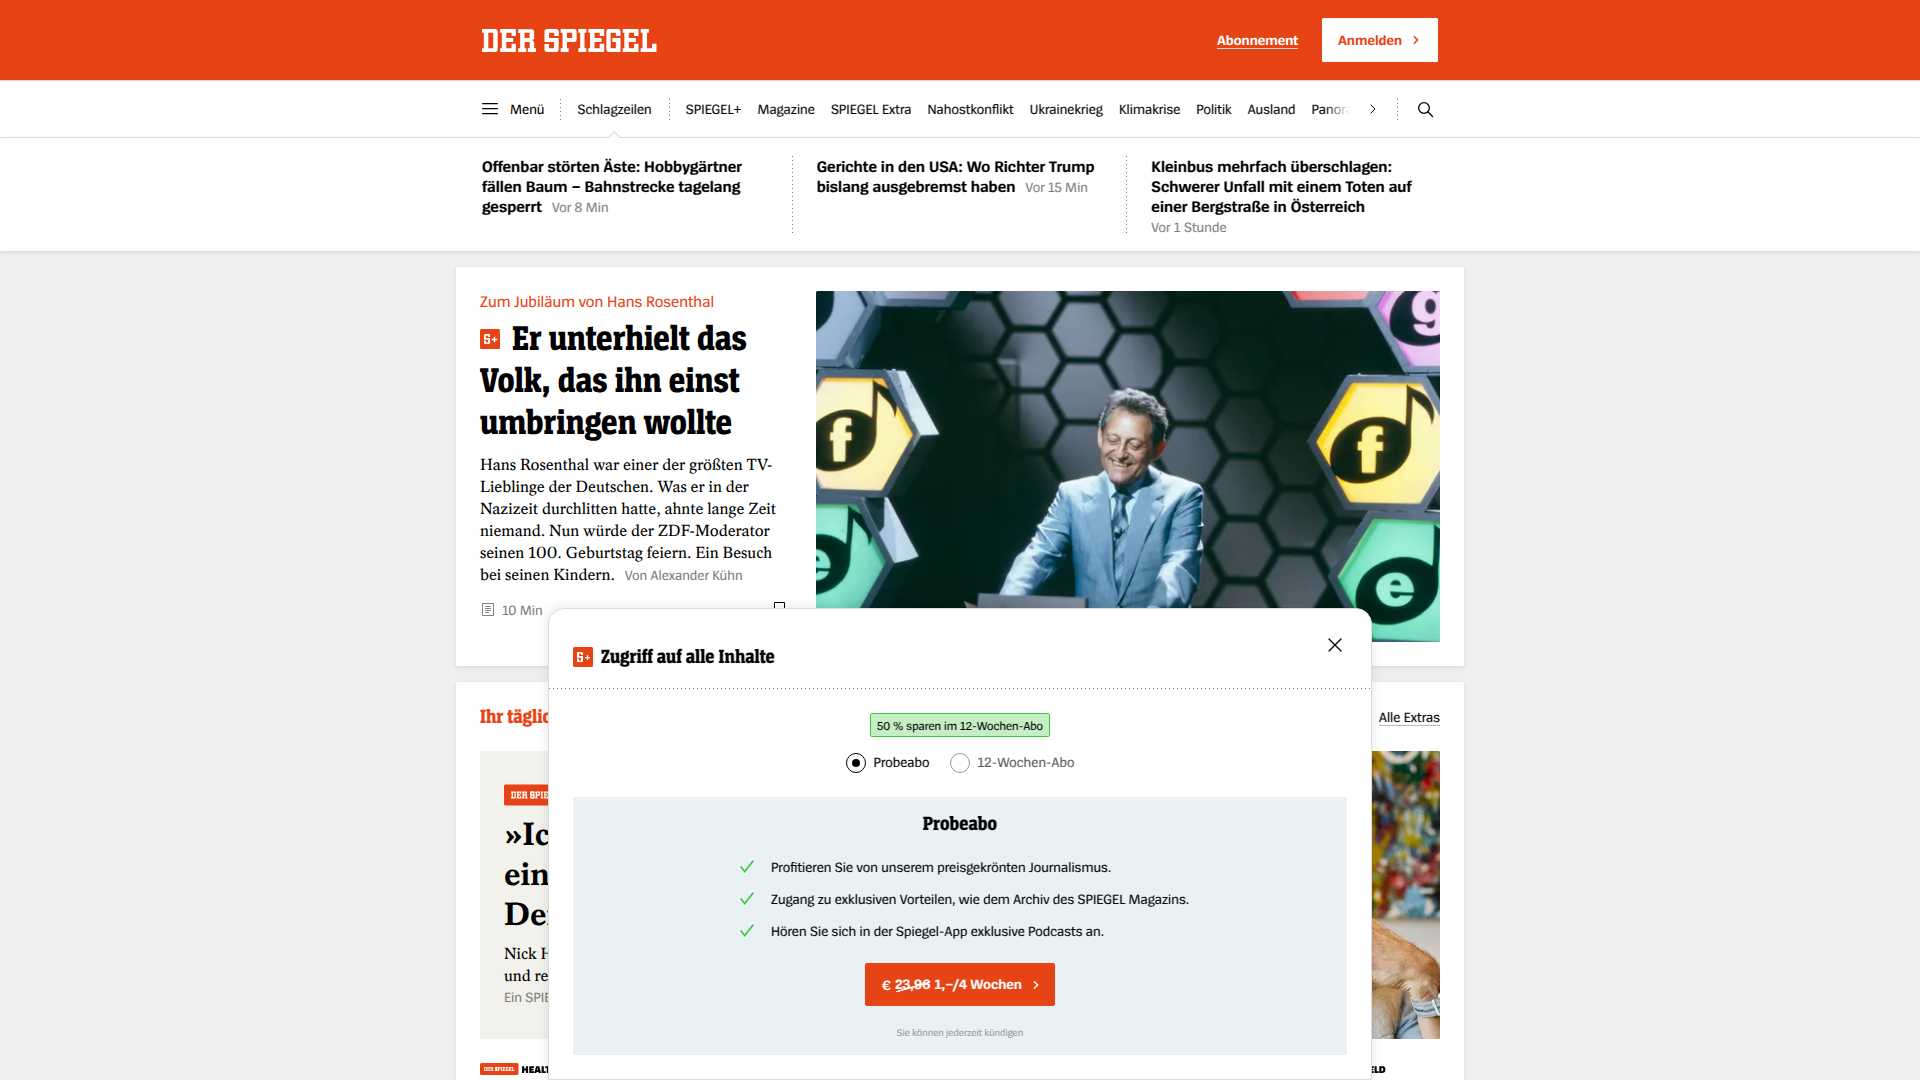 DER SPIEGEL
Abonnement
Anmelden
Menü
Schlagzeilen
SPIEGEL+
Magazine
SPIEGEL Extra
Nahostkonflikt
Ukrainekrieg
Klimakrise
Politik
Ausland
Panor
Offenbar störten Äste: Hobbygärtner
fällen Baum – Bahnstrecke tagelang
gesperrt Vor 8 Min
Gerichte in den USA: Wo Richter Trump
bislang ausgebremst haben Vor 15 Min
Kleinbus mehrfach überschlagen:
Schwerer Unfall mit einem Toten auf
einer Bergstraße in Österreich
Vor 1 Stunde
Zum Jubiläum von Hans Rosenthal
S+ Er unterhielt das
Volk, das ihn einst
umbringen wollte
Hans Rosenthal war einer der größten TV-
Lieblinge der Deutschen. Was er in der
Nazizeit durchlitten hatte, ahnte lange Zeit
niemand. Nun würde der ZDF-Moderator
seinen 100. Geburtstag feiern. Ein Besuch
bei seinen Kindern. Von Alexander Kühn
10 Min
9
f
f
e
e
S+ Zugriff auf alle Inhalte
50 % sparen im 12-Wochen-Abo
Probeabo
12-Wochen-Abo
Probeabo
Profitieren Sie von unserem preisgekrönten Journalismus.
Zugang zu exklusiven Vorteilen, wie dem Archiv des SPIEGEL Magazins.
Hören Sie sich in der Spiegel-App exklusive Podcasts an.
€ 23,96 1,–/4 Wochen
Sie können jederzeit kündigen
Ihr täglic
Alle Extras
DER SPIE
»Ic
ein
De
Nick H
und re
Ein SPIE
DER SPIEGEL HEALT
ELD